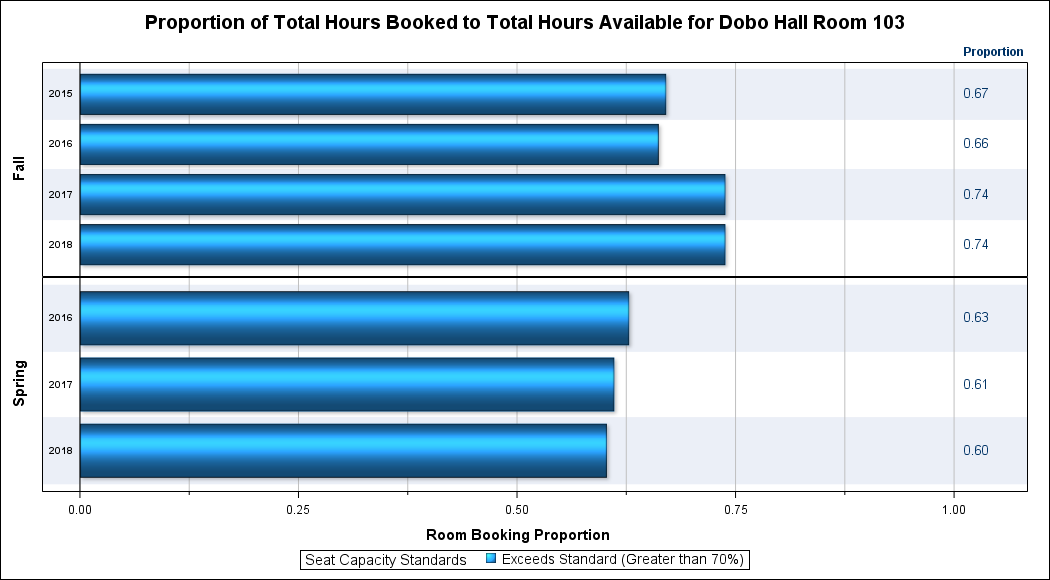 Proportion of Total Hours Booked to Total Hours Available for Dobo Hall Room 103
Proportion
Fall
2015 0.67
2016 0.66
2017 0.74
2018 0.74
Spring
2016 0.63
2017 0.61
2018 0.60
0.00 0.25 0.50 0.75 1.00
Room Booking Proportion
Seat Capacity Standards Exceeds Standard (Greater than 70%)